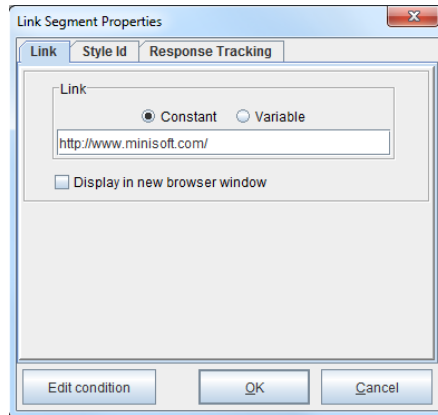 Link Segment Properties
Link Style Id Response Tracking
Link
Constant Variable
http://www.minisoft.com/
Display in new browser window
Edit condition OK Cancel